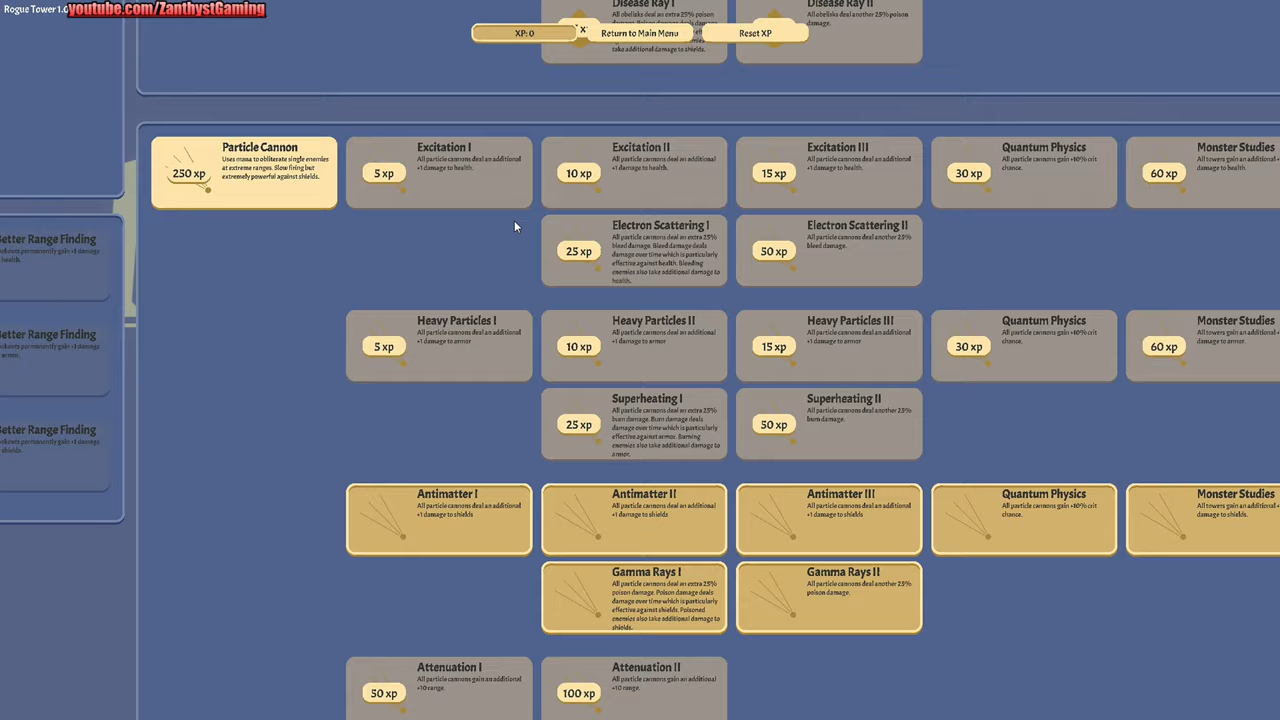 Rogue Tower 1.0
youtube.com/ZanthystGaming
Disease Ray I
All obelisks deal an extra 25%
take additional damage to shields.
Disease Ray II
All obelisks deal another 25% poison
damage.
XP: 0
Return to Main Menu
Reset XP
Better Range Finding
permanently gain +1 damage
health.
Better Range Finding
permanently gain +1 damage
armor.
Better Range Finding
permanently gain +1 damage
shields.
Particle Cannon
Uses mana to obliterate single enemies
at extreme ranges. Slow firing but
extremely powerful against shields.
250 xp
Excitation I
All particle cannons deal an additional
+1 damage to health.
5 xp
Excitation II
All particle cannons deal an additional
+1 damage to health.
10 xp
Excitation III
All particle cannons deal an additional
+1 damage to health.
15 xp
Quantum Physics
All particle cannons gain +10% crit
chance.
30 xp
Monster Studies
All towers gain an additional +1
damage to health.
60 xp
Electron Scattering I
All particle cannons deal an extra 25%
bleed damage. Bleed damage deals
damage over time which is particularly
effective against health. Bleeding
enemies also take additional damage to
health.
25 xp
Electron Scattering II
All particle cannons deal another 25%
bleed damage.
50 xp
Heavy Particles I
All particle cannons deal an additional
+1 damage to armor
5 xp
Heavy Particles II
All particle cannons deal an additional
+1 damage to armor
10 xp
Heavy Particles III
All particle cannons deal an additional
+1 damage to armor
15 xp
Quantum Physics
All particle cannons gain +10% crit
chance.
30 xp
Monster Studies
All towers gain an additional +1
damage to armor.
60 xp
Superheating I
All particle cannons deal an extra 25%
burn damage. Burn damage deals
damage over time which is particularly
effective against armor. Burning
enemies also take additional damage to
armor.
25 xp
Superheating II
All particle cannons deal another 25%
burn damage.
50 xp
Antimatter I
All particle cannons deal an additional
+1 damage to shields
Antimatter II
All particle cannons deal an additional
+1 damage to shields
Antimatter III
All particle cannons deal an additional
+1 damage to shields
Quantum Physics
All particle cannons gain +10% crit
chance.
Monster Studies
All towers gain an additional +1
damage to shields.
Gamma Rays I
All particle cannons deal an extra 25%
poison damage. Poison damage deals
damage over time which is particularly
effective against shields. Poisoned
enemies also take additional damage to
shields.
Gamma Rays II
All particle cannons deal another 25%
poison damage.
Attenuation I
All particle cannons gain an additional
+10 range.
50 xp
Attenuation II
All particle cannons gain an additional
+10 range.
100 xp